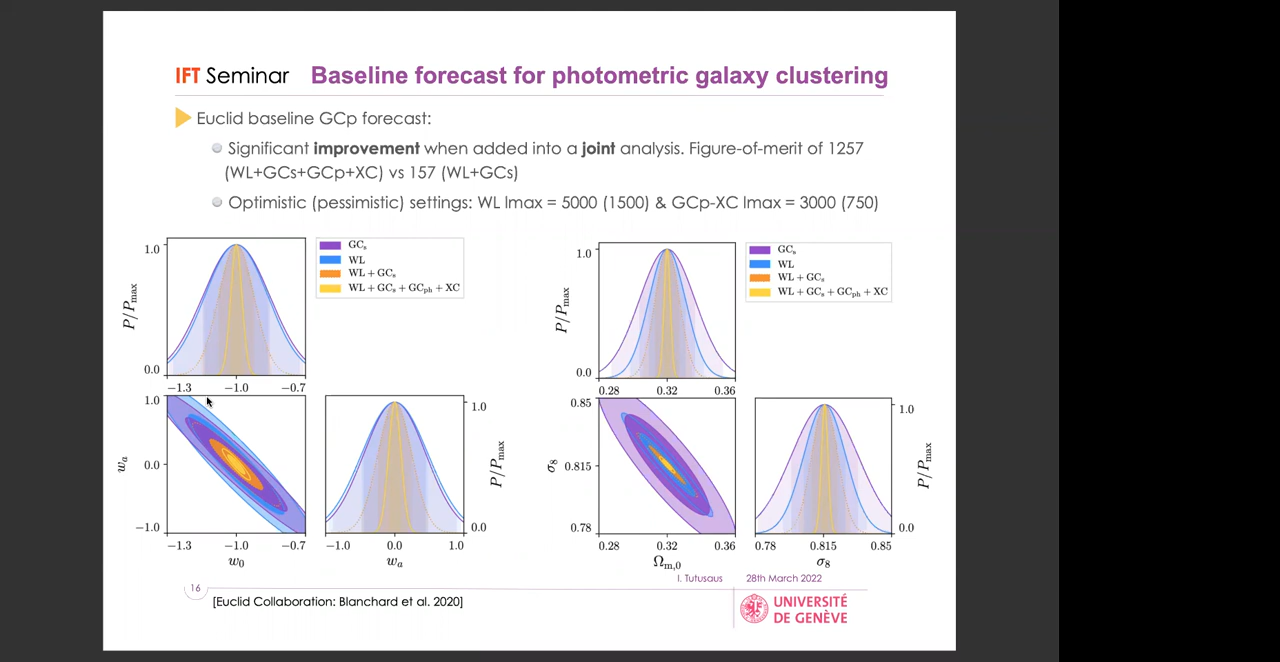 IFT Seminar Baseline forecast for photometric galaxy clustering
Euclid baseline GCp forecast:
Significant improvement when added into a joint analysis. Figure-of-merit of 1257
(WL+GCs+GCp+XC) vs 157 (WL+GCs)
Optimistic (pessimistic) settings: WL lmax = 5000 (1500) & GCp-XC lmax = 3000 (750)
1.0
P/Pmax
0.0
−1.3 −1.0 −0.7
GCs
WL
WL + GCs
WL + GCs + GCph + XC
1.0
wa
0.0
−1.0
−1.3 −1.0 −0.7
w0
1.0
P/Pmax
0.0
−1.0 0.0 1.0
wa
1.0
P/Pmax
0.0
0.28 0.32 0.36
GCs
WL
WL + GCs
WL + GCs + GCph + XC
0.85
σ8
0.815
0.78
0.28 0.32 0.36
Ωm,0
1.0
P/Pmax
0.0
0.78 0.815 0.85
σ8
I. Tutusaus 28th March 2022
16
[Euclid Collaboration: Blanchard et al. 2020]
UNIVERSITÉ
DE GENÈVE